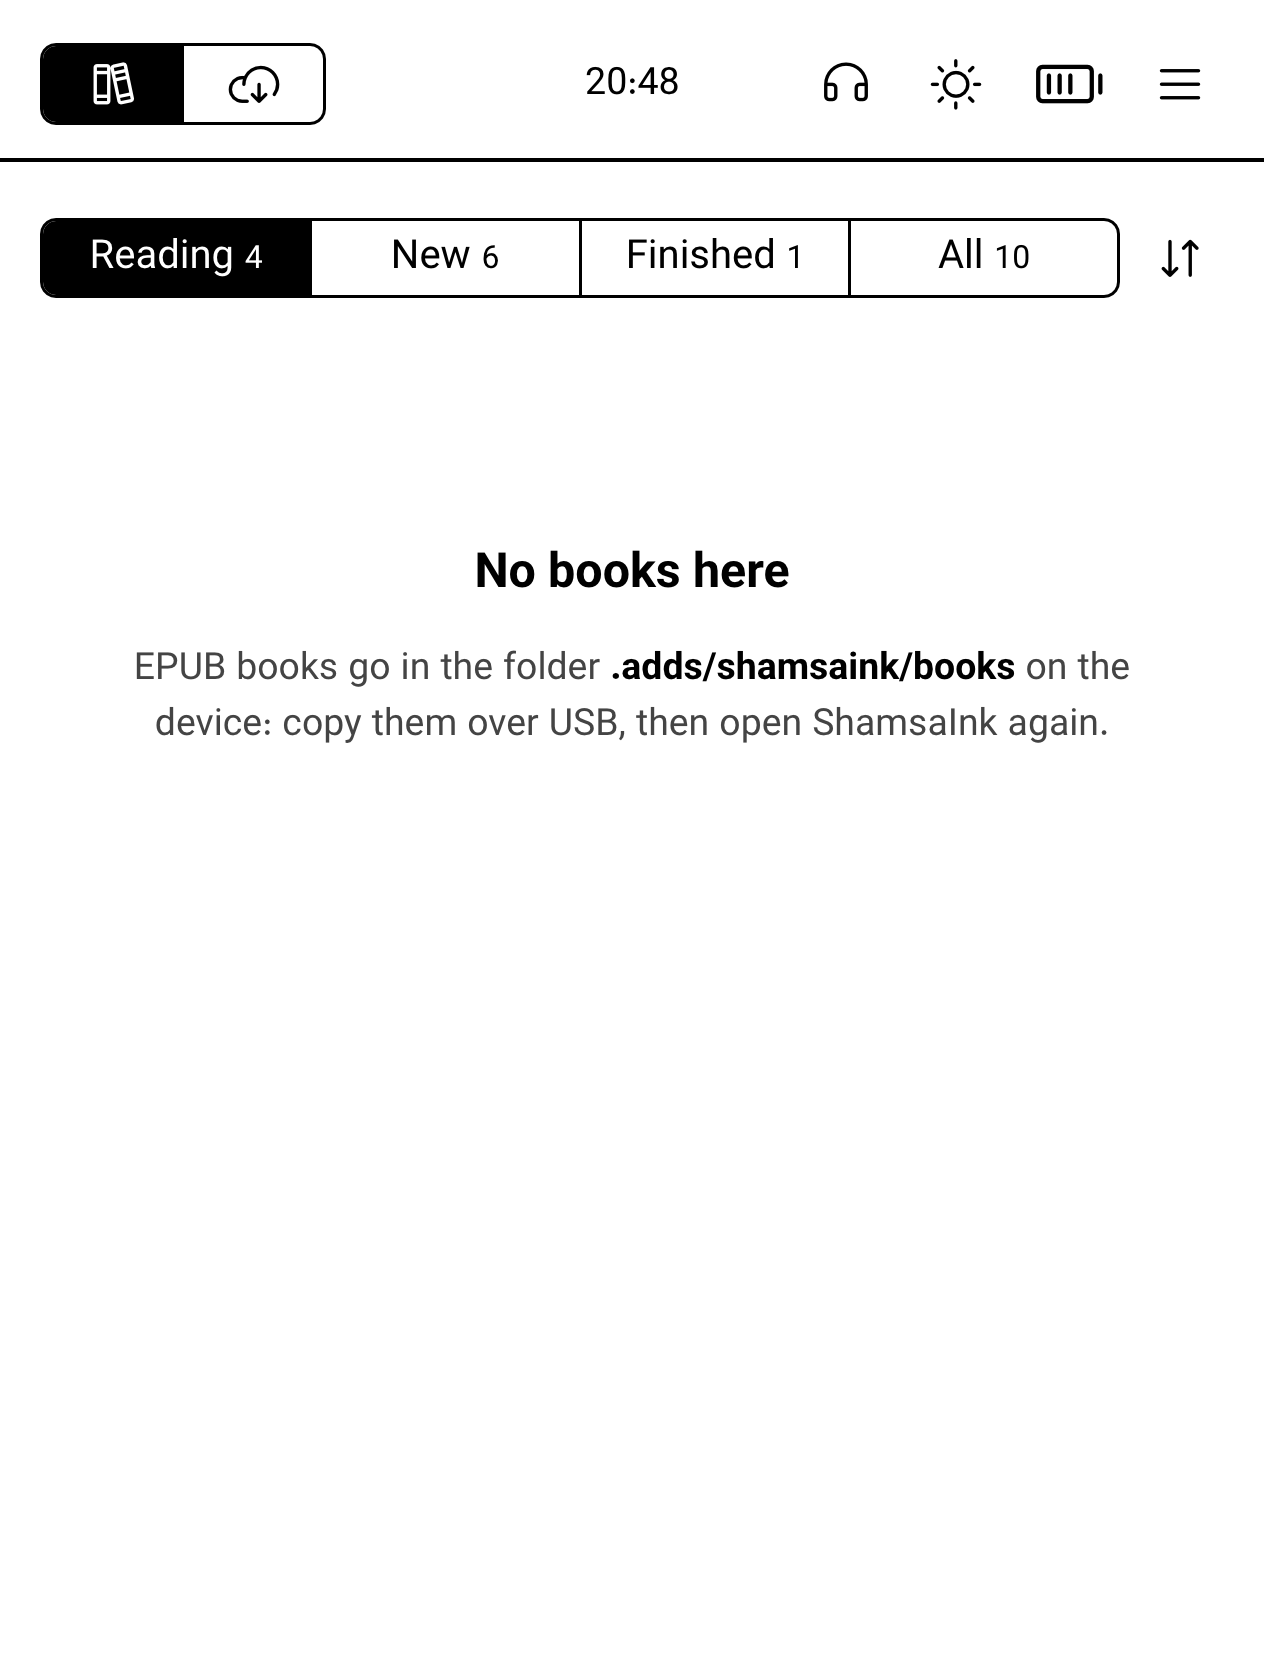 20:48
Reading 4 New 6 Finished 1 All 10
No books here
EPUB books go in the folder .adds/shamsaink/books on the
device: copy them over USB, then open ShamsaInk again.